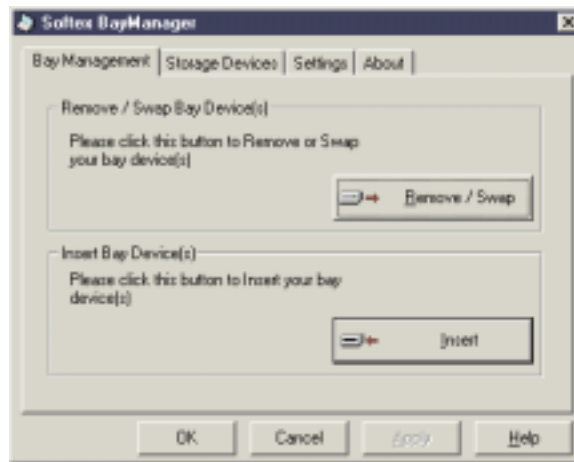 Softex BayManager
Bay Management Storage Devices Settings About
Remove / Swap Bay Device(s)
Please click this button to Remove or Swap
your bay device(s)
Remove / Swap
Insert Bay Device(s)
Please click this button to Insert your bay
device(s)
Insert
OK Cancel Apply Help